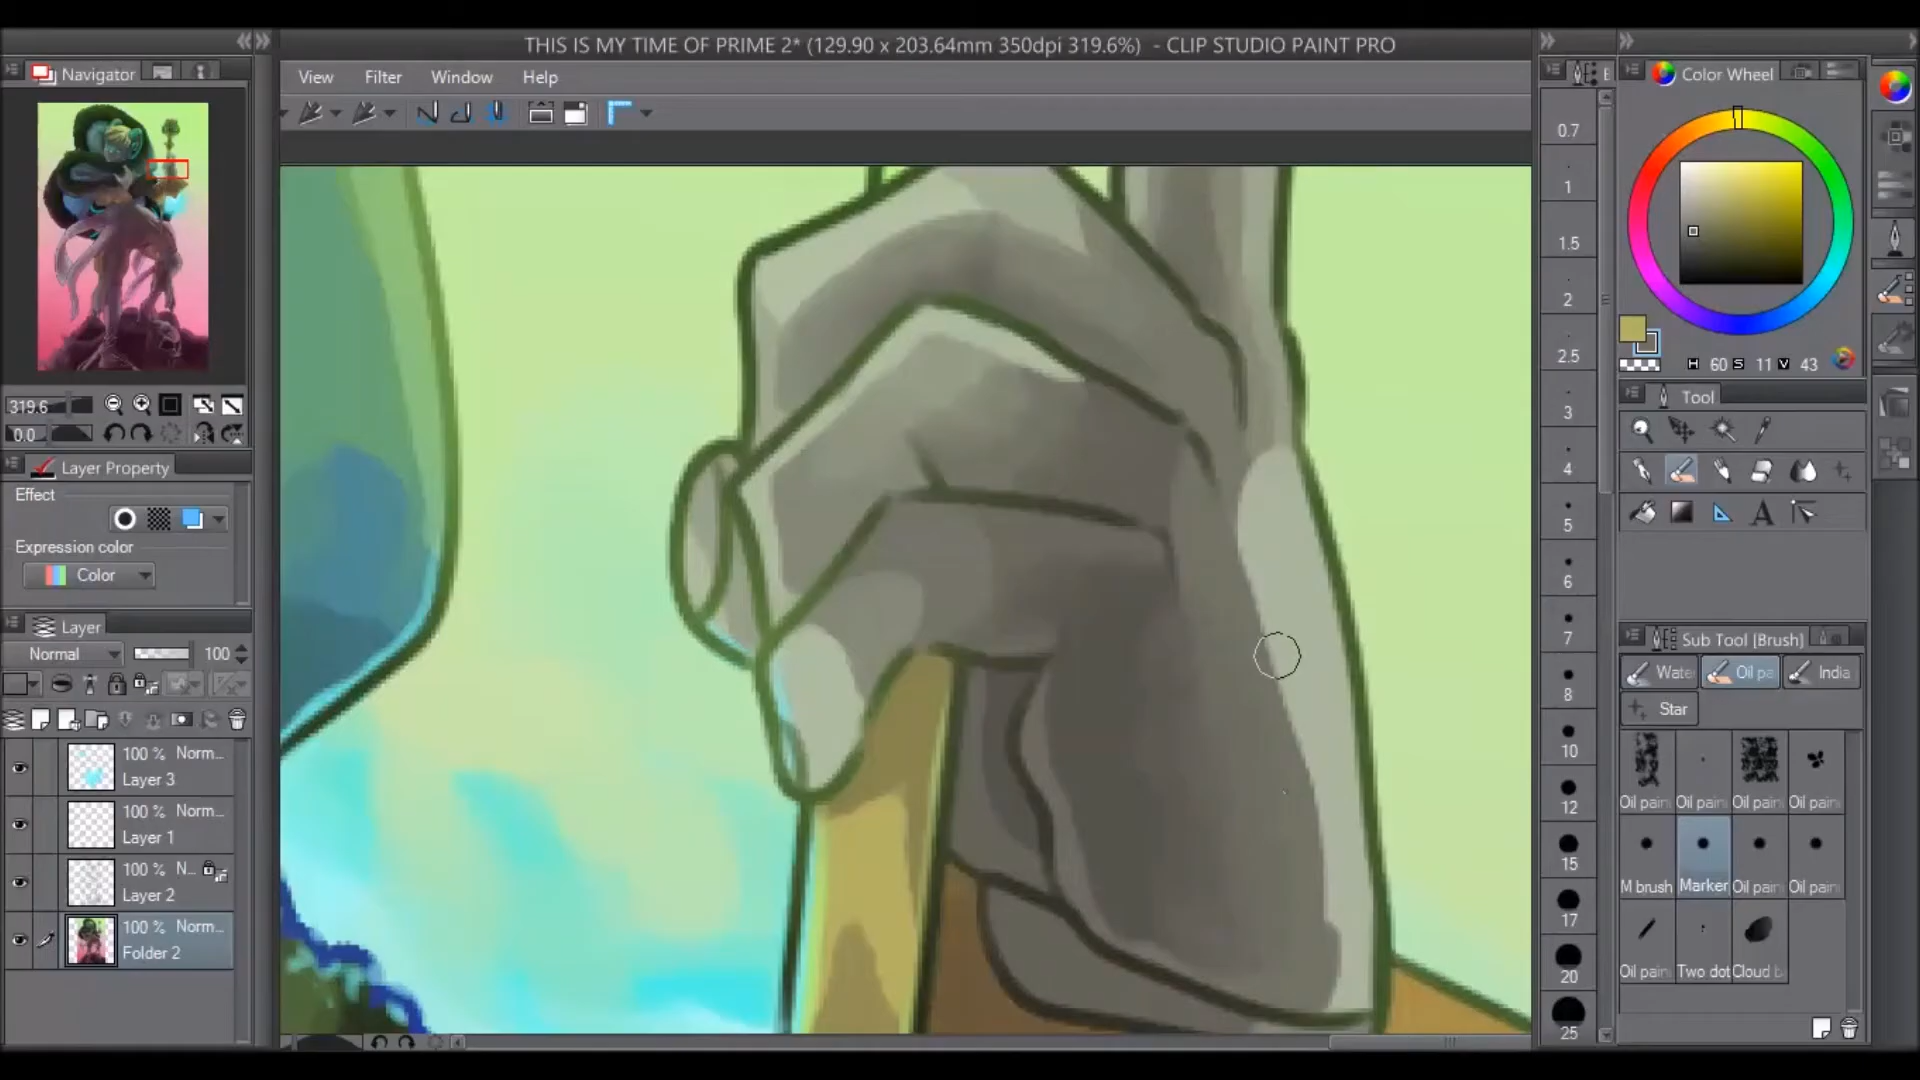 THIS IS MY TIME OF PRIME 2* (129.90 x 203.64mm 350dpi 319.6%) - CLIP STUDIO PAINT PRO
View Filter Window Help
Navigator
319.6
0.0
Layer Property
Effect
Expression color
Color
Layer
Normal 100
100 % Norm...
Layer 3
100 % Norm...
Layer 1
100 % N...
Layer 2
100 % Norm...
Folder 2
0.7
1
1.5
2
2.5
3
4
5
6
7
8
10
12
15
17
20
25
Color Wheel
H 60 S 11 V 43
Tool
Sub Tool [Brush]
Wate Oil pa India
Star
Oil pain Oil pain Oil pain Oil pain
M brush Marker Oil pain Oil pain
Oil pain Two dot Cloud b